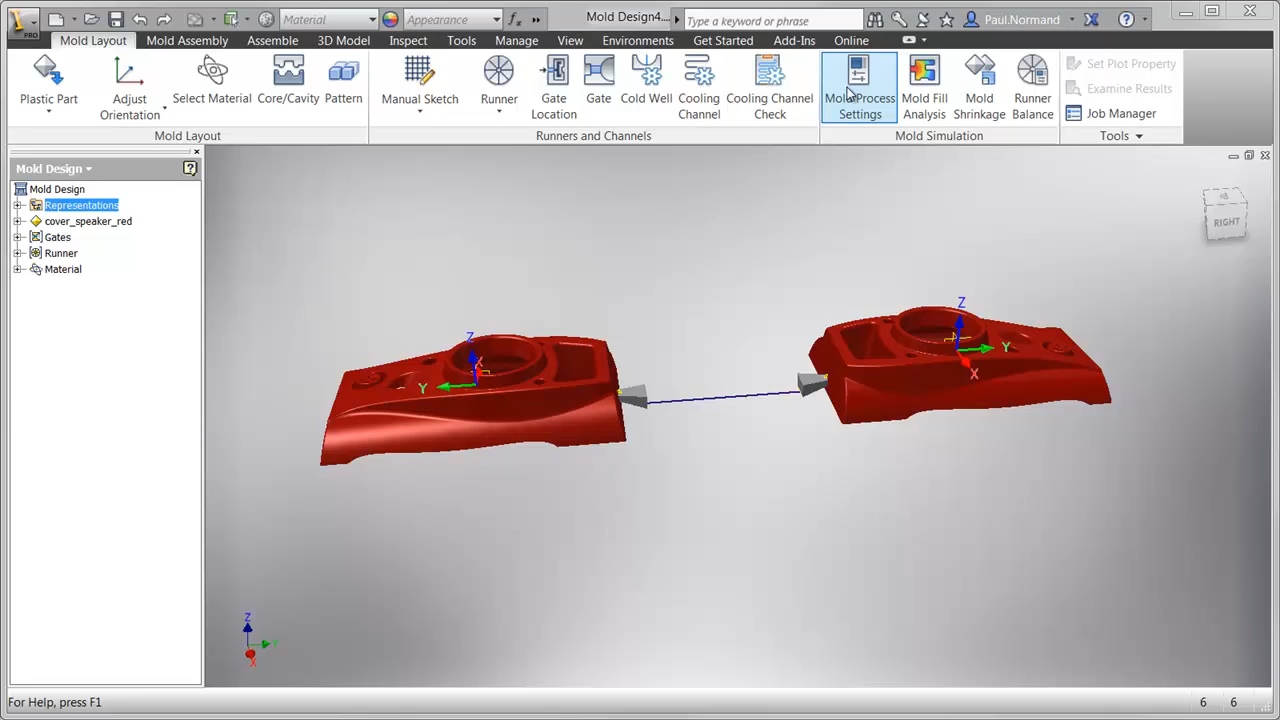 PRO
Material
Appearance
Mold Design4...
Type a keyword or phrase
Paul.Normand
Mold Layout
Mold Assembly
Assemble
3D Model
Inspect
Tools
Manage
View
Environments
Get Started
Add-Ins
Online
Plastic Part
Adjust
Orientation
Select Material
Core/Cavity
Pattern
Manual Sketch
Runner
Gate
Location
Gate
Cold Well
Cooling
Channel
Cooling Channel
Check
Mold Process
Settings
Mold Fill
Analysis
Mold
Shrinkage
Runner
Balance
Set Plot Property
Examine Results
Job Manager
Mold Layout
Runners and Channels
Mold Simulation
Tools
Mold Design
Mold Design
Representations
cover_speaker_red
Gates
Runner
Material
RIGHT
Z
X
Y
Z
Y
X
Z
Y
X
For Help, press F1
6 6